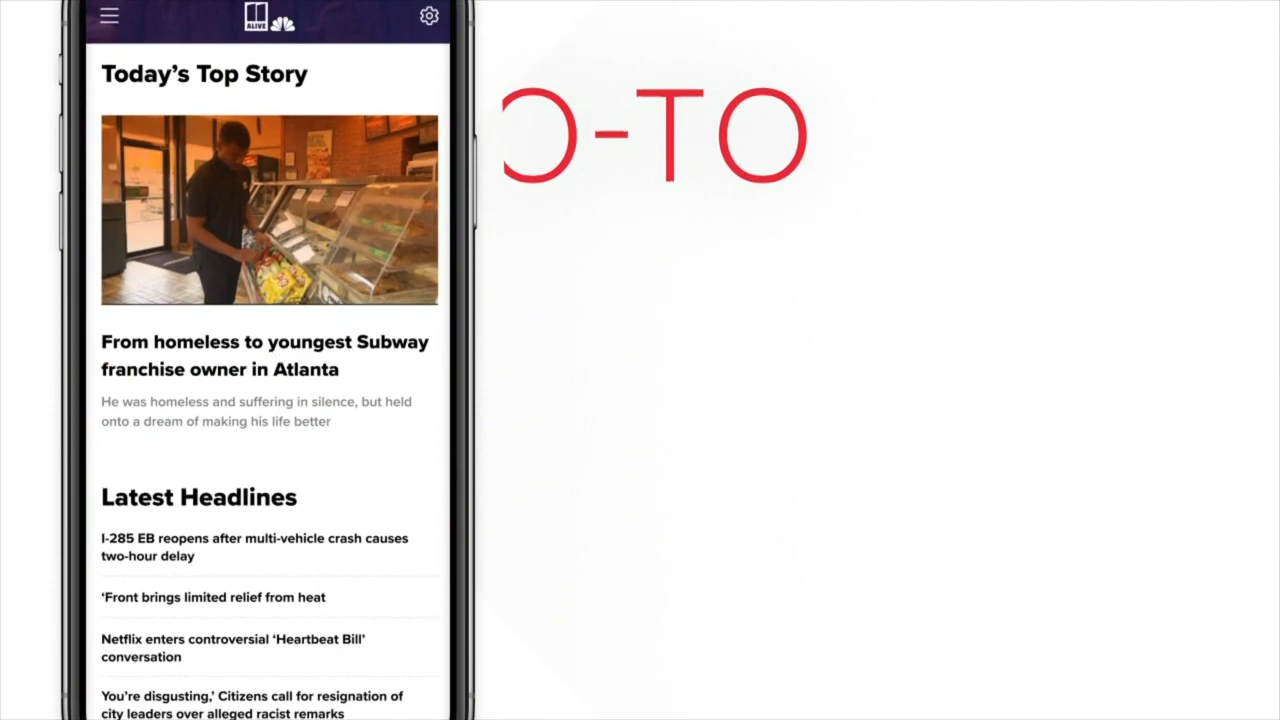 11
ALIVE
Today's Top Story
From homeless to youngest Subway
franchise owner in Atlanta
He was homeless and suffering in silence, but held
onto a dream of making his life better
Latest Headlines
I-285 EB reopens after multi-vehicle crash causes
two-hour delay
‘Front brings limited relief from heat
Netflix enters controversial ‘Heartbeat Bill’
conversation
You're disgusting,’ Citizens call for resignation of
city leaders over alleged racist remarks
O-TO